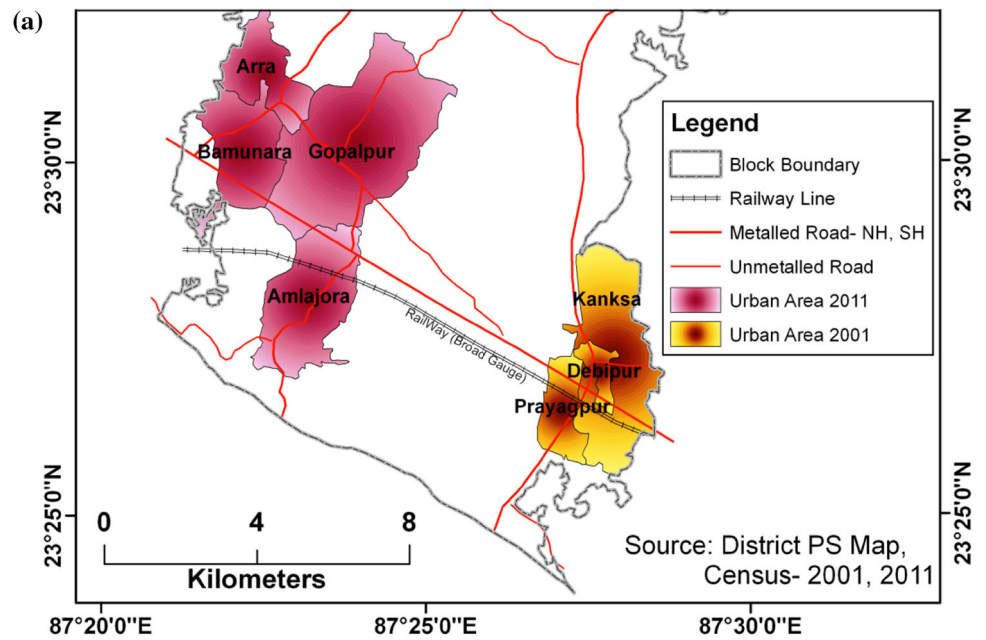 (a)
Arra
Bamunara
Gopalpur
Amlajora
RailWay (Broad Gauge)
Kanksa
Debipur
Prayagpur
Legend
Block Boundary
Railway Line
Metalled Road- NH, SH
Unmetalled Road
Urban Area 2011
Urban Area 2001
23°30'0"N
23°30'0"N
23°25'0"N
23°25'0"N
0 4 8
Kilometers
Source: District PS Map,
Census- 2001, 2011
87°20'0"E 87°25'0"E 87°30'0"E